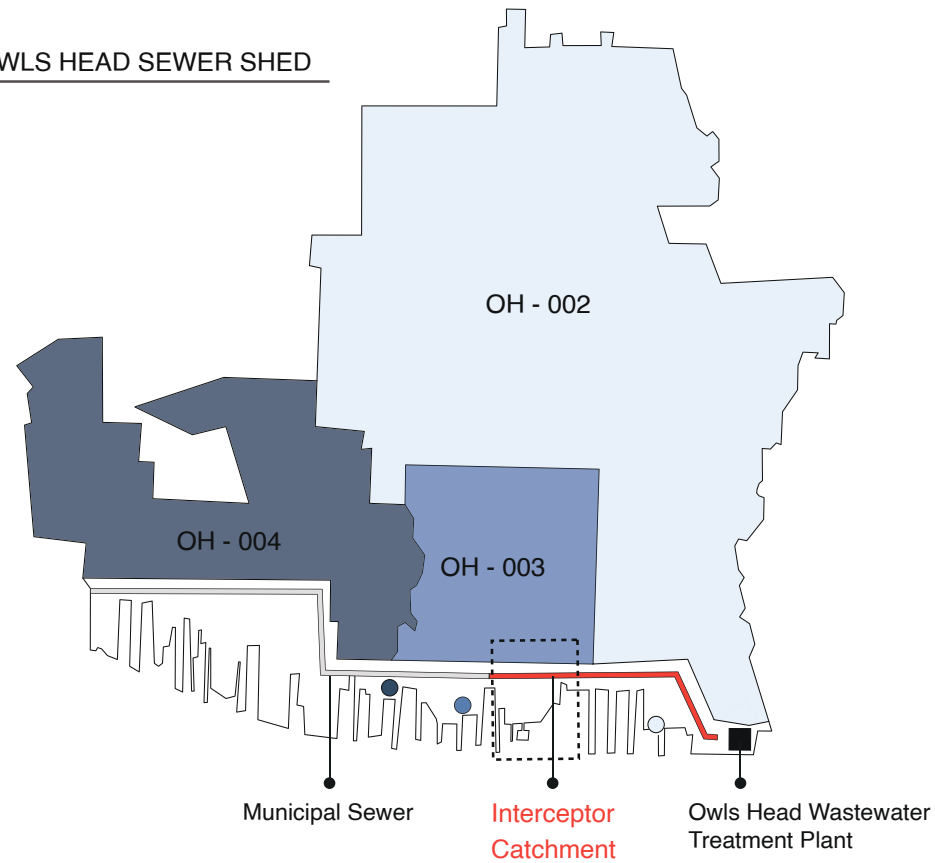 WLS HEAD SEWER SHED
OH - 002
OH - 004
OH - 003
Municipal Sewer
Interceptor
Catchment
Owls Head Wastewater
Treatment Plant